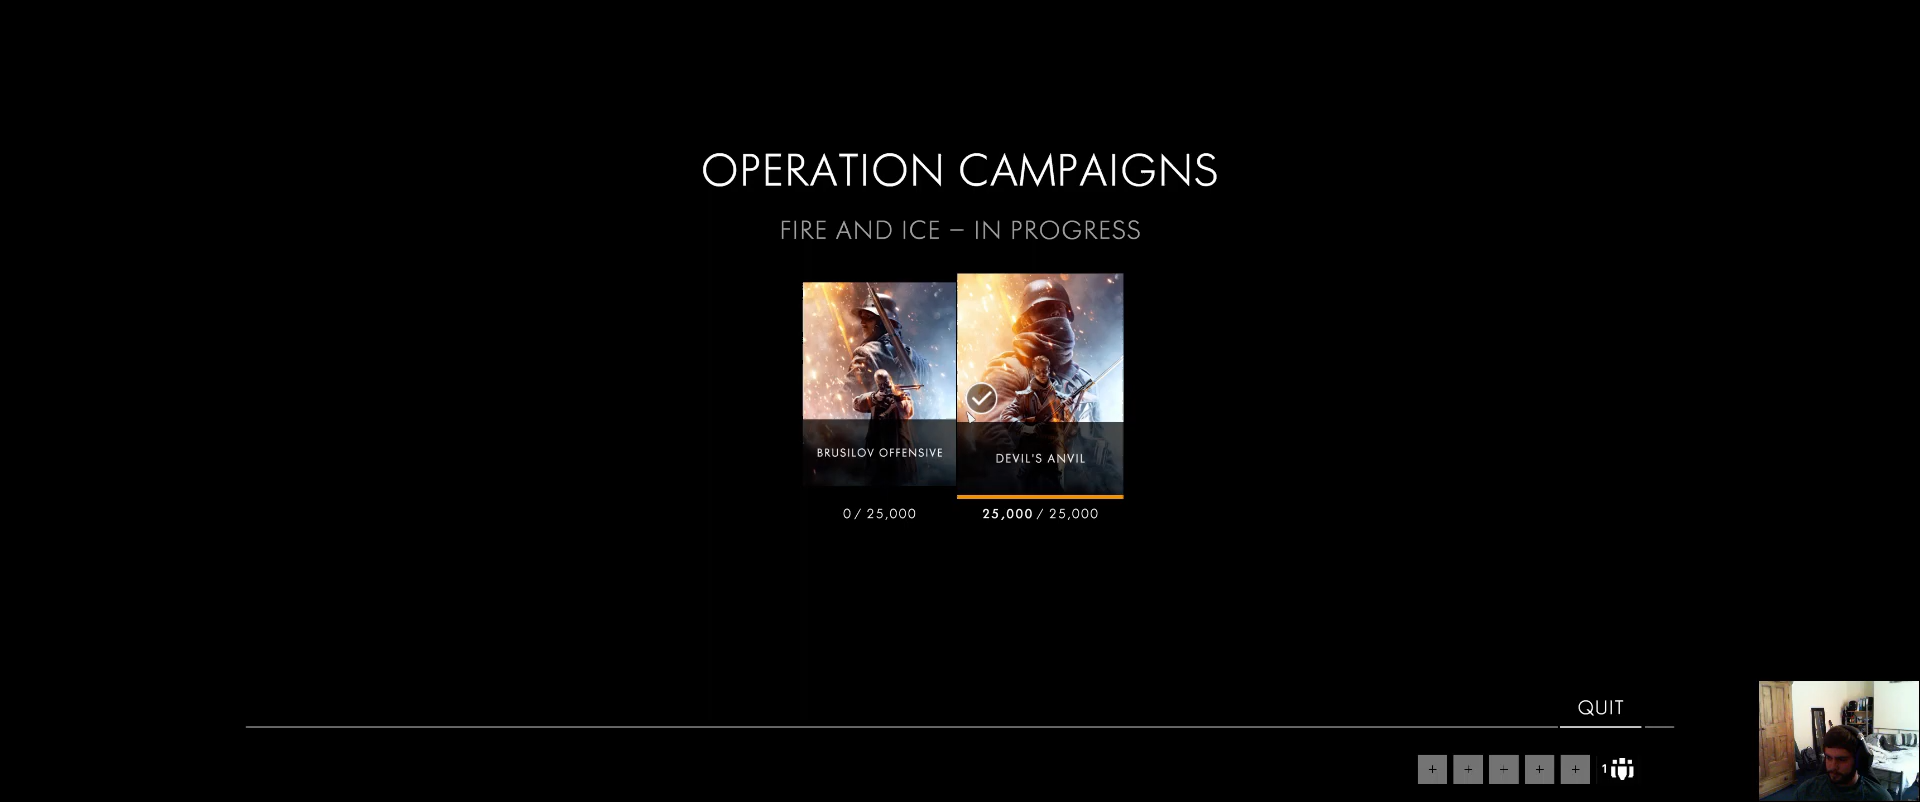 OPERATION CAMPAIGNS
FIRE AND ICE – IN PROGRESS
BRUSILOV OFFENSIVE
DEVIL'S ANVIL
0 / 25,000
25,000 / 25,000
QUIT
+ + + + + 1